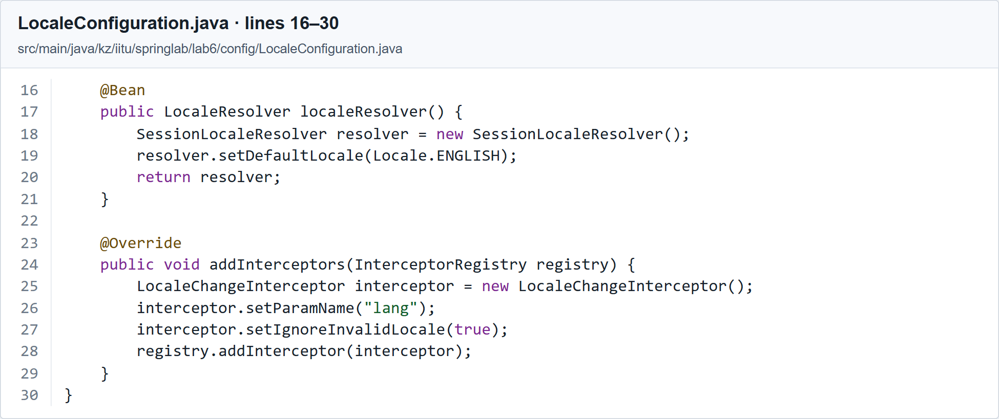 LocaleConfiguration.java · lines 16–30
src/main/java/kz/iitu/springlab/lab6/config/LocaleConfiguration.java
16     @Bean
17     public LocaleResolver localeResolver() {
18         SessionLocaleResolver resolver = new SessionLocaleResolver();
19         resolver.setDefaultLocale(Locale.ENGLISH);
20         return resolver;
21     }
22
23     @Override
24     public void addInterceptors(InterceptorRegistry registry) {
25         LocaleChangeInterceptor interceptor = new LocaleChangeInterceptor();
26         interceptor.setParamName("lang");
27         interceptor.setIgnoreInvalidLocale(true);
28         registry.addInterceptor(interceptor);
29     }
30 }